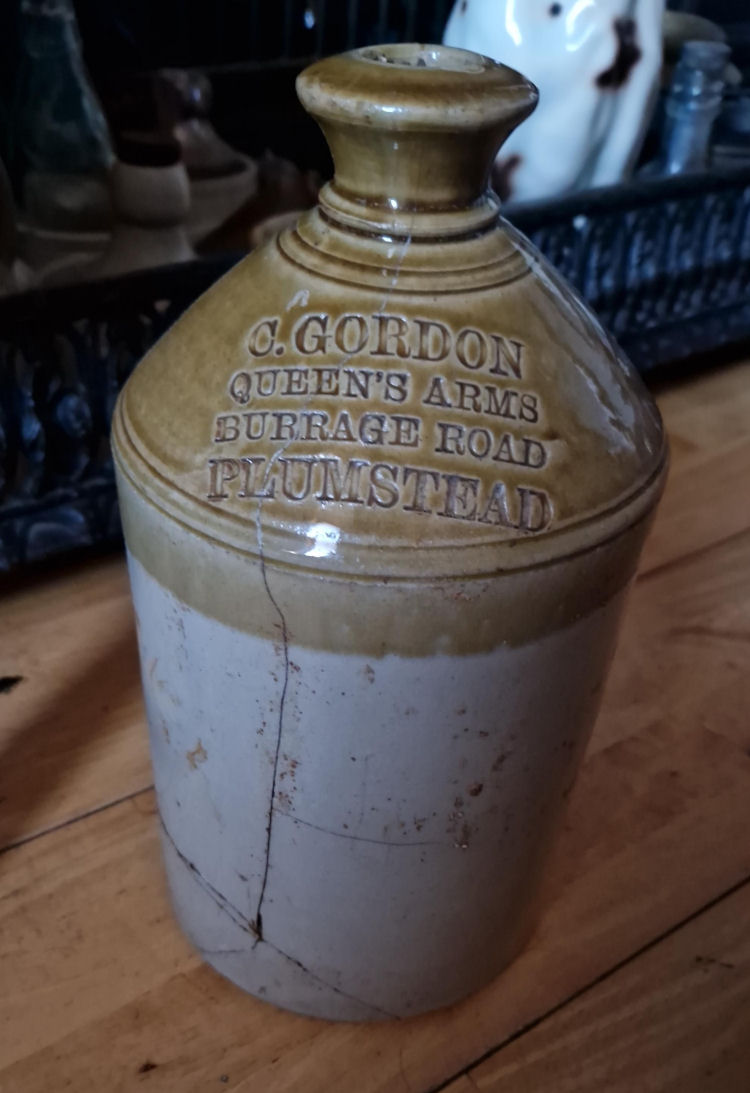 C. GORDON
QUEEN'S ARMS
BURRAGE ROAD
PLUMSTEAD